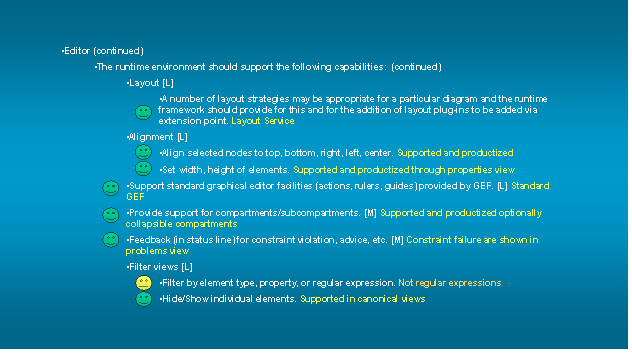 •Editor (continued)
•The runtime environment should support the following capabilities: (continued)
•Layout [L]
•A number of layout strategies may be appropriate for a particular diagram and the runtime
framework should provide for this and for the addition of layout plug-ins to be added via
extension point. Layout Service
•Alignment [L]
•Align selected nodes to top, bottom, right, left, center. Supported and productized
•Set width, height of elements. Supported and productized through properties view
•Support standard graphical editor facilities (actions, rulers, guides) provided by GEF. [L] Standard
GEF
•Provide support for compartments/subcompartments. [M] Supported and productized optionally
collapsible compartments
•Feedback (in status line) for constraint violation, advice, etc. [M] Constraint failure are shown in
problems view
•Filter views [L]
•Filter by element type, property, or regular expression. Not regular expressions
•Hide/Show individual elements. Supported in canonical views